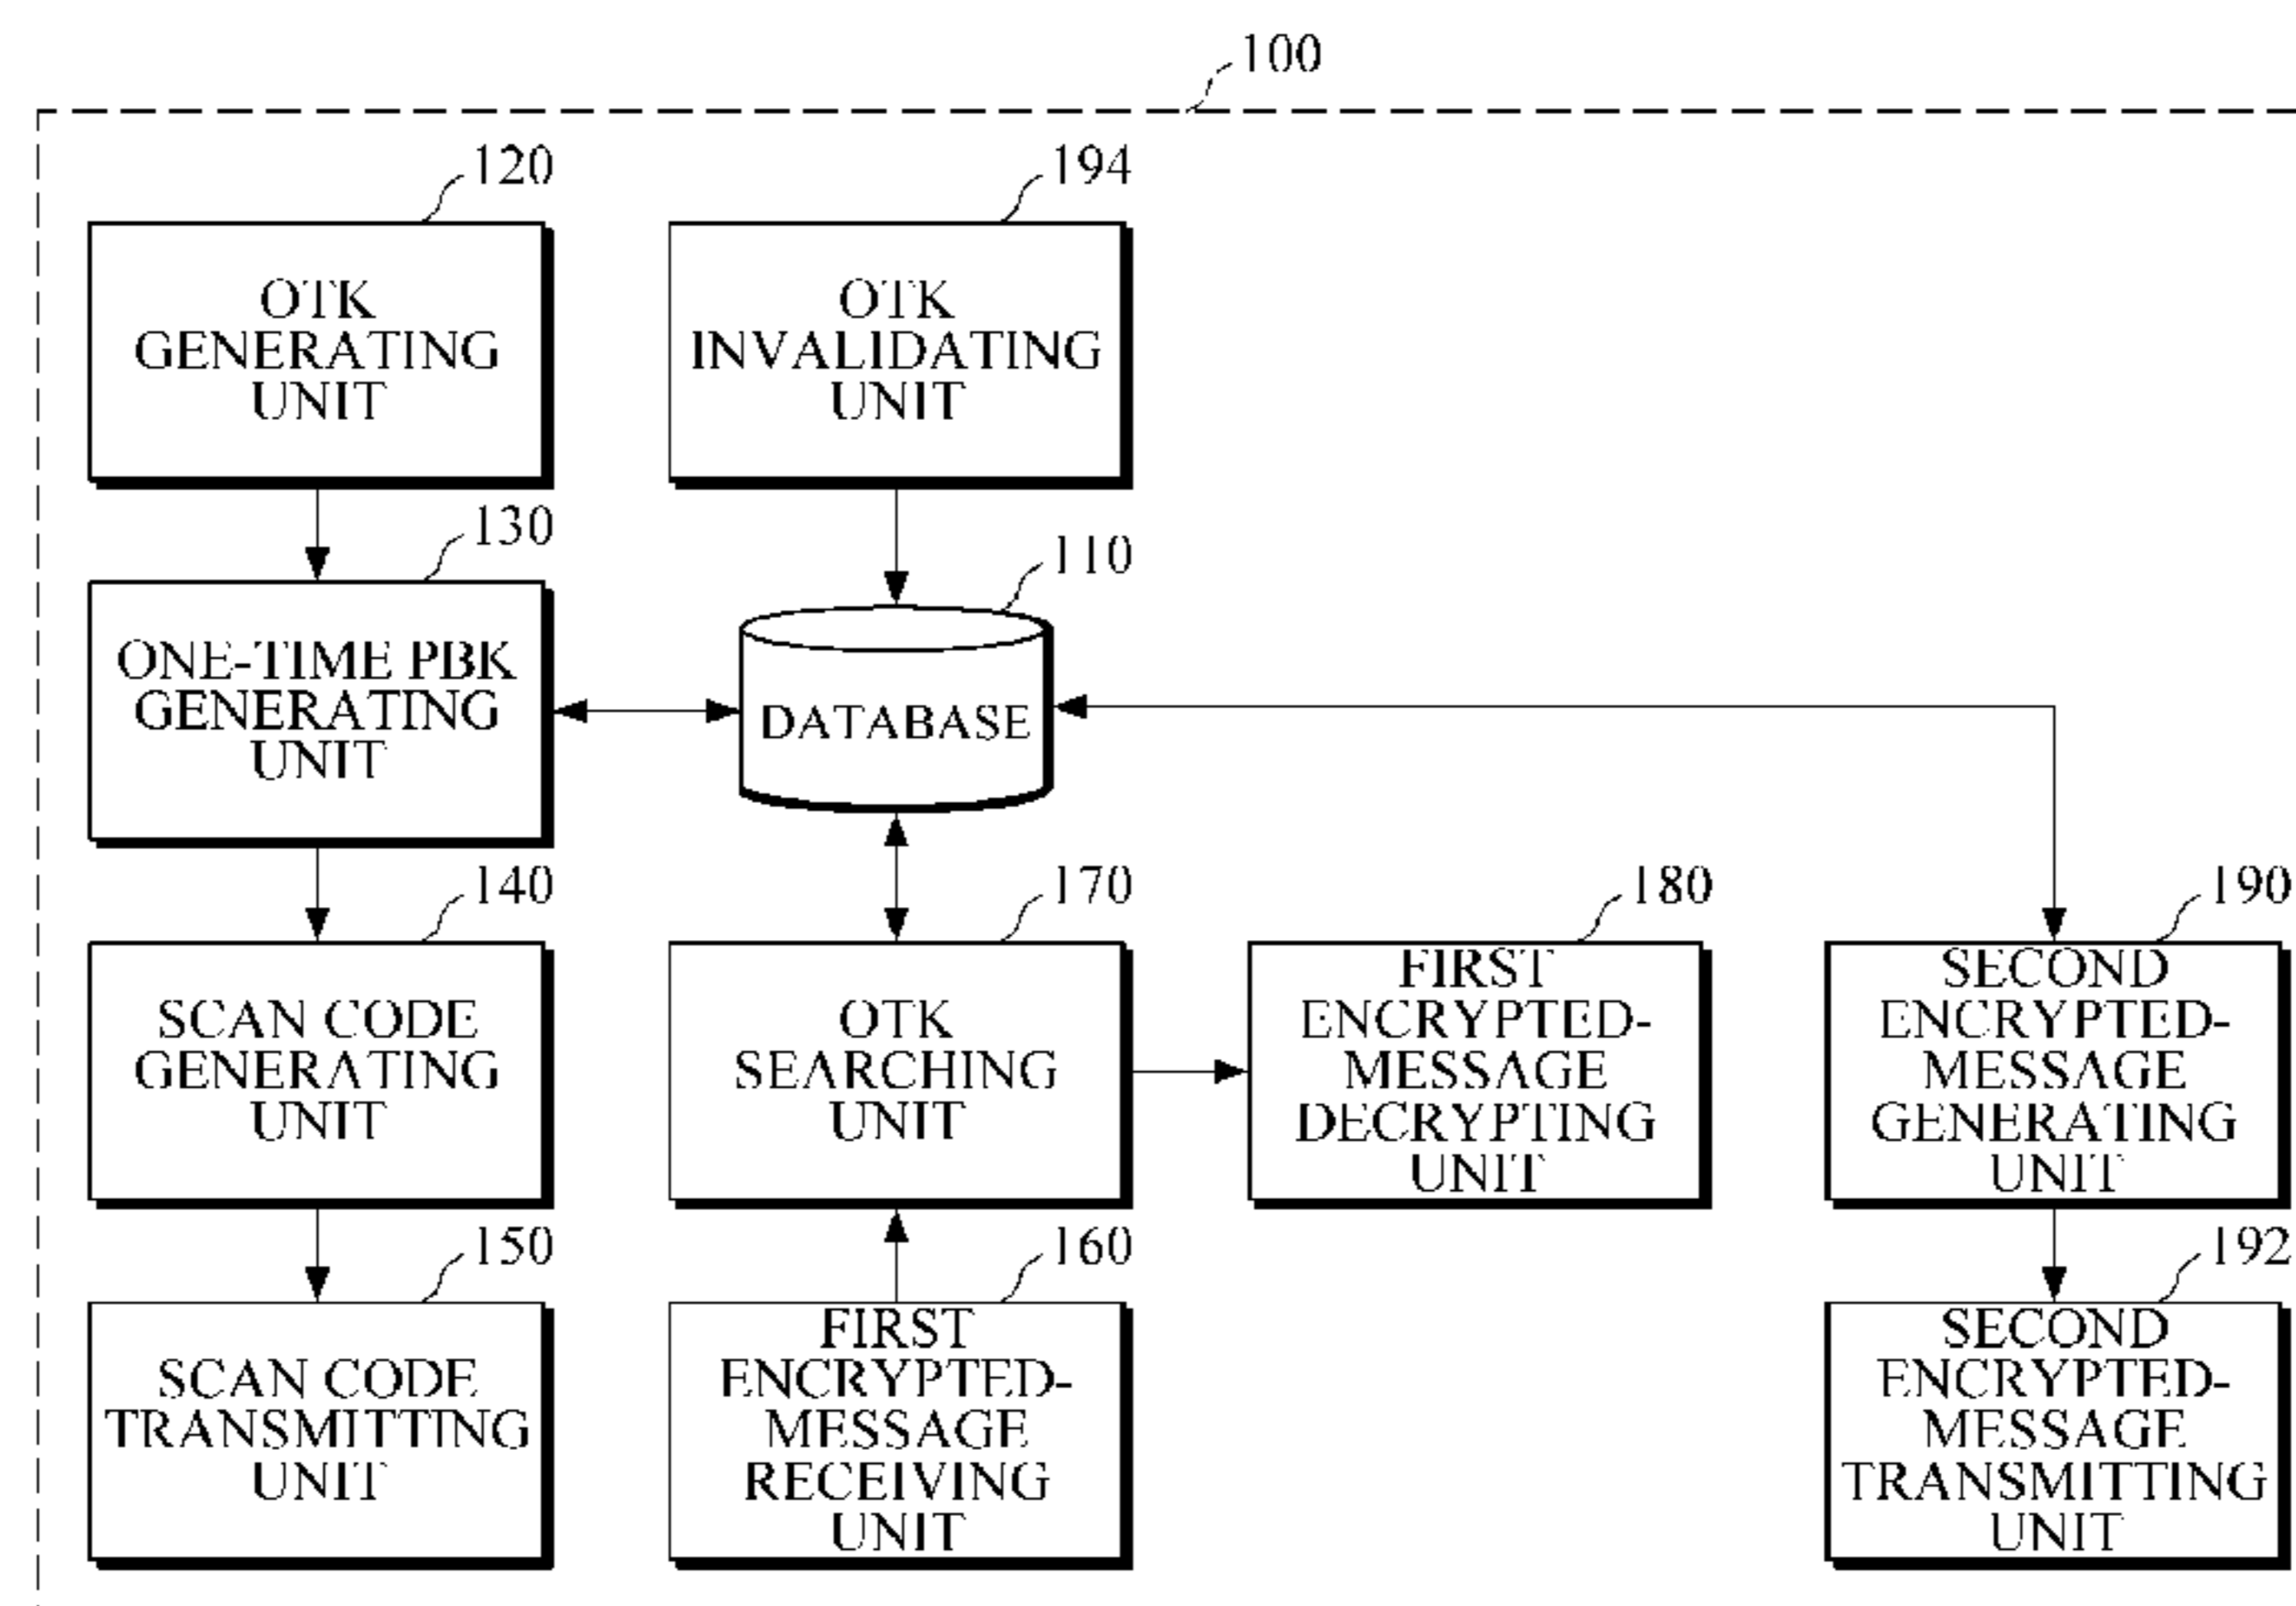 100
120
OTK
GENERATING
UNIT
194
OTK
INVALIDATING
UNIT
130
ONE-TIME PBK
GENERATING
UNIT
110
DATABASE
140
SCAN CODE
GENERATING
UNIT
170
OTK
SEARCHING
UNIT
180
FIRST
ENCRYPTED-
MESSAGE
DECRYPTING
UNIT
190
SECOND
ENCRYPTED-
MESSAGE
GENERATING
UNIT
150
SCAN CODE
TRANSMITTING
UNIT
160
FIRST
ENCRYPTED-
MESSAGE
RECEIVING
UNIT
192
SECOND
ENCRYPTED-
MESSAGE
TRANSMITTING
UNIT